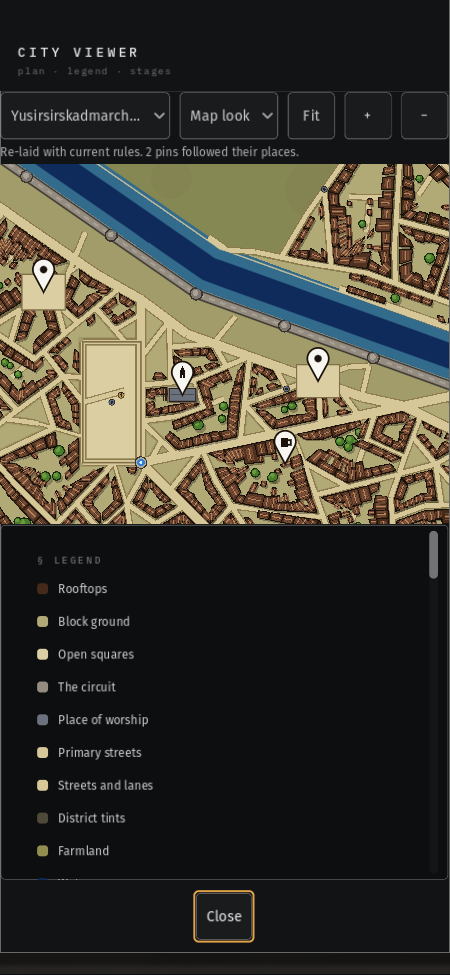 CITY VIEWER
plan · legend · stages
Yusirsirskadmarch... Map look Fit + −
Re-laid with current rules. 2 pins followed their places.
§ LEGEND
Rooftops
Block ground
Open squares
The circuit
Place of worship
Primary streets
Streets and lanes
District tints
Farmland
Close